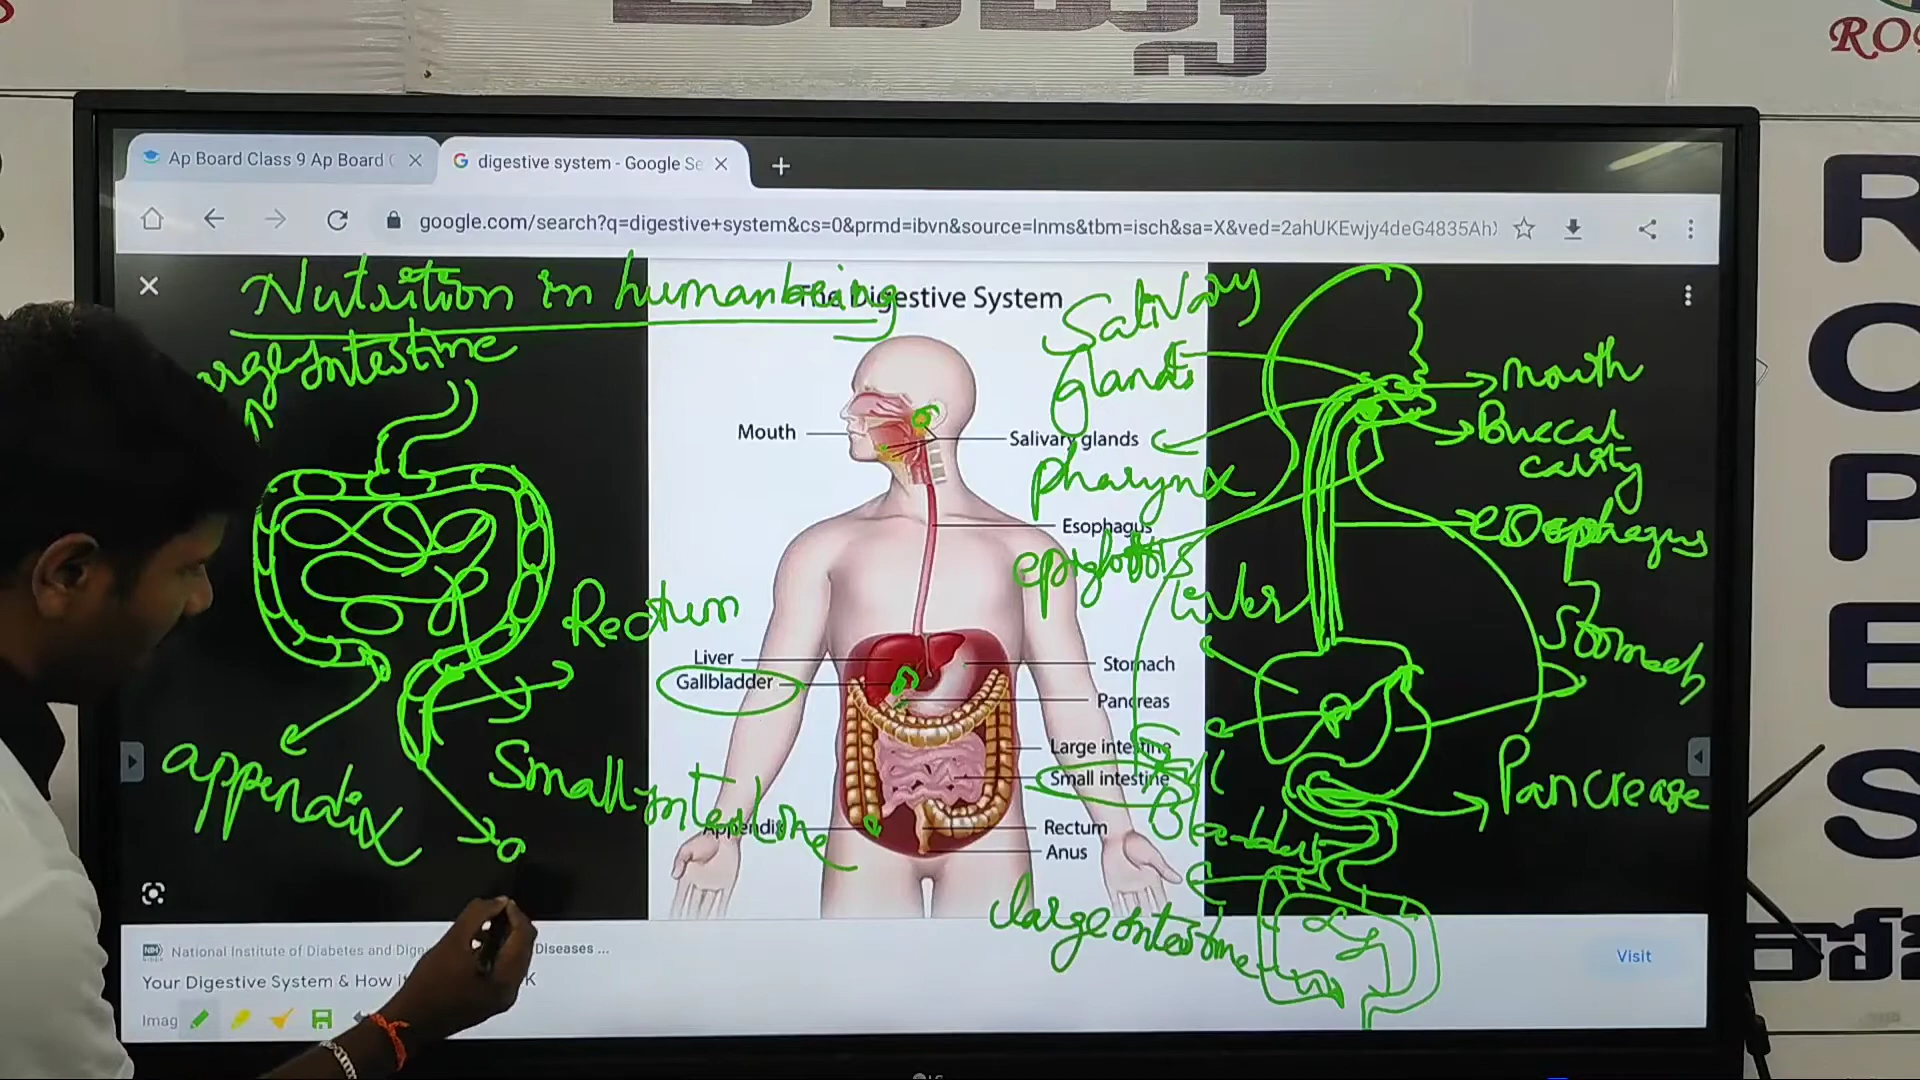 RO
Ap Board Class 9 Ap Board
digestive system - Google Se
google.com/search?q=digestive+system&cs=0&prmd=ibvn&source=lnms&tbm=isch&sa=X&ved=2ahUKEwjy4deG4835Ah
Nutrition in humanbeing
The Digestive System
Salivary
Glands
mouth
Buccal
cavity
Mouth
Salivary glands
pharynx
Esophagus
epiglottis
Liver
Rectum
Liver
Gallbladder
Stomach
Pancreas
Stomach
Large intestine
Small intestine
Pancrease
appendix
Small-Intestine
Appendix
Rectum
Anus
large Intestine
National Institute of Diabetes and Dige
Diseases ...
Your Digestive System & How i
K
Imag
Visit
R
O
P
E
S